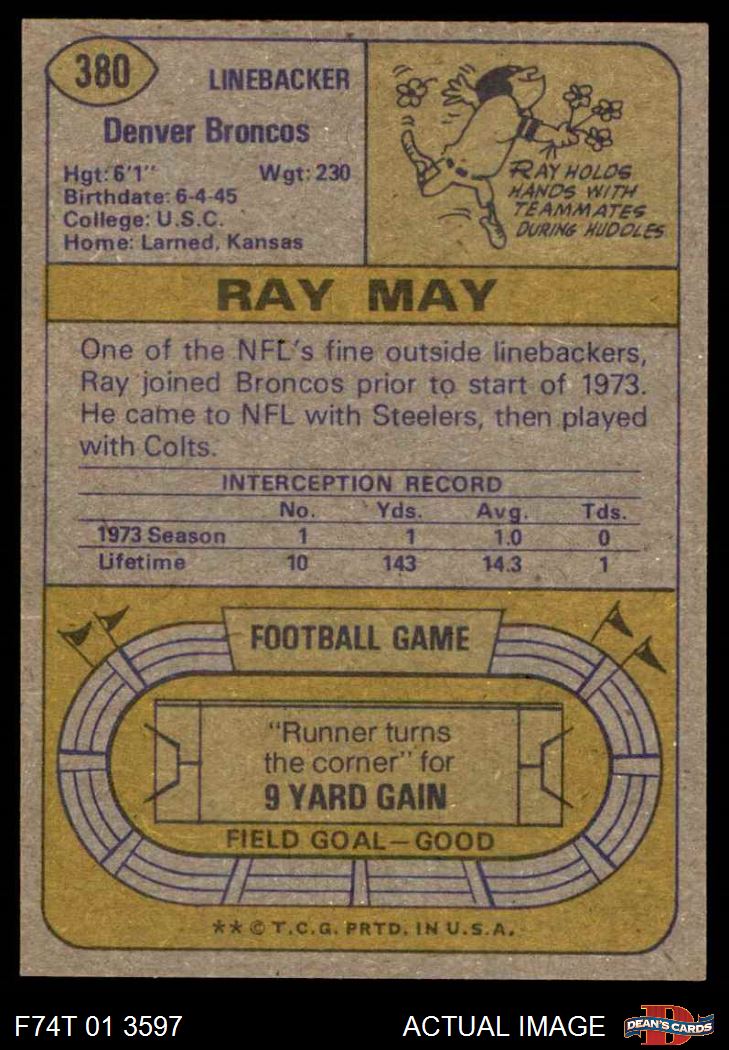 380
LINEBACKER
Denver Broncos
Hgt: 6'1" Wgt: 230
Birthdate: 6-4-45
College: U.S.C.
Home: Larned, Kansas
RAY HOLDS
HANDS WITH
TEAMMATES
DURING HUDDLES
RAY MAY
One of the NFL's fine outside linebackers,
Ray joined Broncos prior to start of 1973.
He came to NFL with Steelers, then played
with Colts.
INTERCEPTION RECORD
No. Yds. Avg. Tds.
1973 Season 1 1 1.0 0
Lifetime 10 143 14.3 1
FOOTBALL GAME
"Runner turns
the corner" for
9 YARD GAIN
FIELD GOAL—GOOD
** © T.C.G. PRTD. IN U.S.A.
F74T 01 3597 ACTUAL IMAGE
D
DEAN'S CARDS